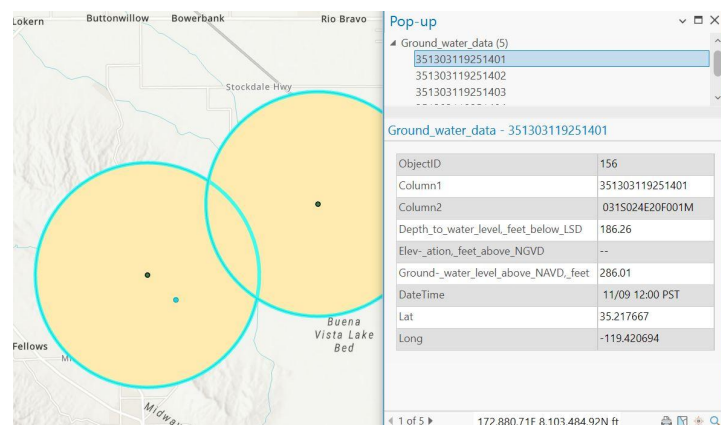 Lokern
Buttonwillow
Bowerbank
Rio Bravo
Stockdale Hwy
Buena
Vista Lake
Bed
Fellows
Midway
Pop-up
Ground_water_data (5)
351303119251401
351303119251402
351303119251403
Ground_water_data - 351303119251401
ObjectID 156
Column1 351303119251401
Column2 031S024E20F001M
Depth_to_water_level,_feet_below_LSD 186.26
Elev-_ation,_feet_above_NGVD --
Ground-_water_level_above_NAVD,_feet 286.01
DateTime 11/09 12:00 PST
Lat 35.217667
Long -119.420694
1 of 5
172,880.71E 8,103,484.92N ft